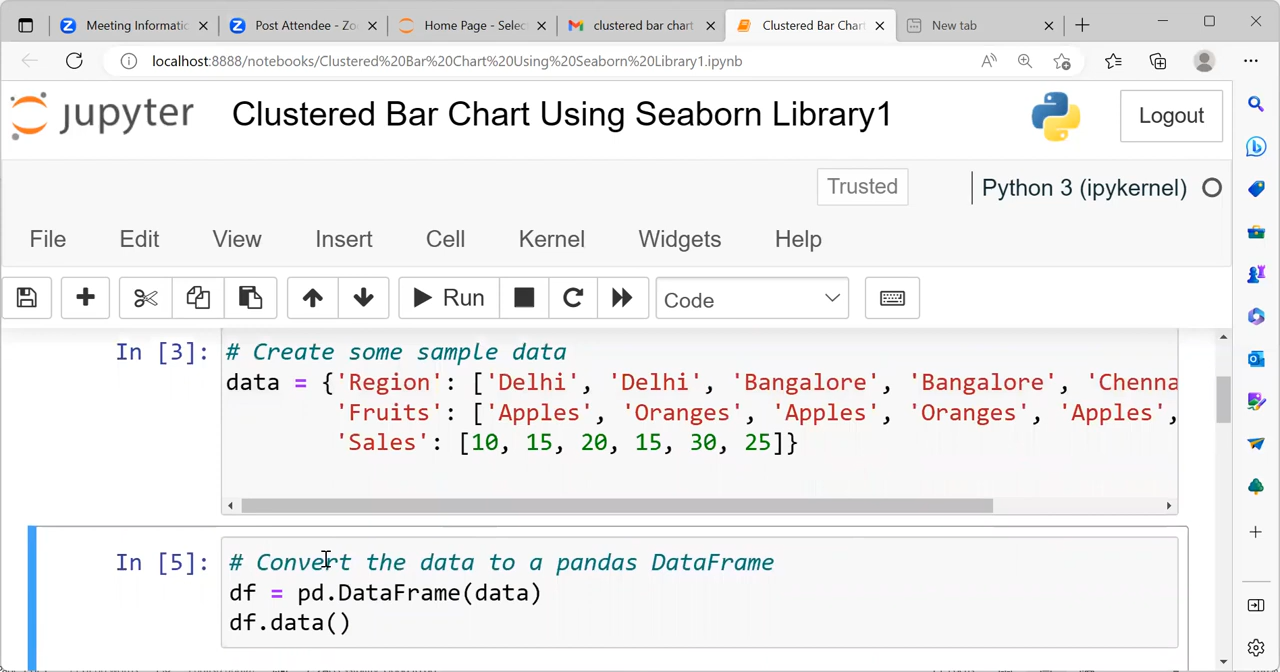 Meeting Informatic
Post Attendee - Zo
Home Page - Selec
clustered bar chart
Clustered Bar Chart
New tab
localhost:8888/notebooks/Clustered%20Bar%20Chart%20Using%20Seaborn%20Library1.ipynb
jupyter
Clustered Bar Chart Using Seaborn Library1
Logout
Trusted
Python 3 (ipykernel)
File Edit View Insert Cell Kernel Widgets Help
Run
Code
In [3]: # Create some sample data
data = {'Region': ['Delhi', 'Delhi', 'Bangalore', 'Bangalore', 'Chenna
'Fruits': ['Apples', 'Oranges', 'Apples', 'Oranges', 'Apples',
'Sales': [10, 15, 20, 15, 30, 25]}
In [5]: # Convert the data to a pandas DataFrame
df = pd.DataFrame(data)
df.data()